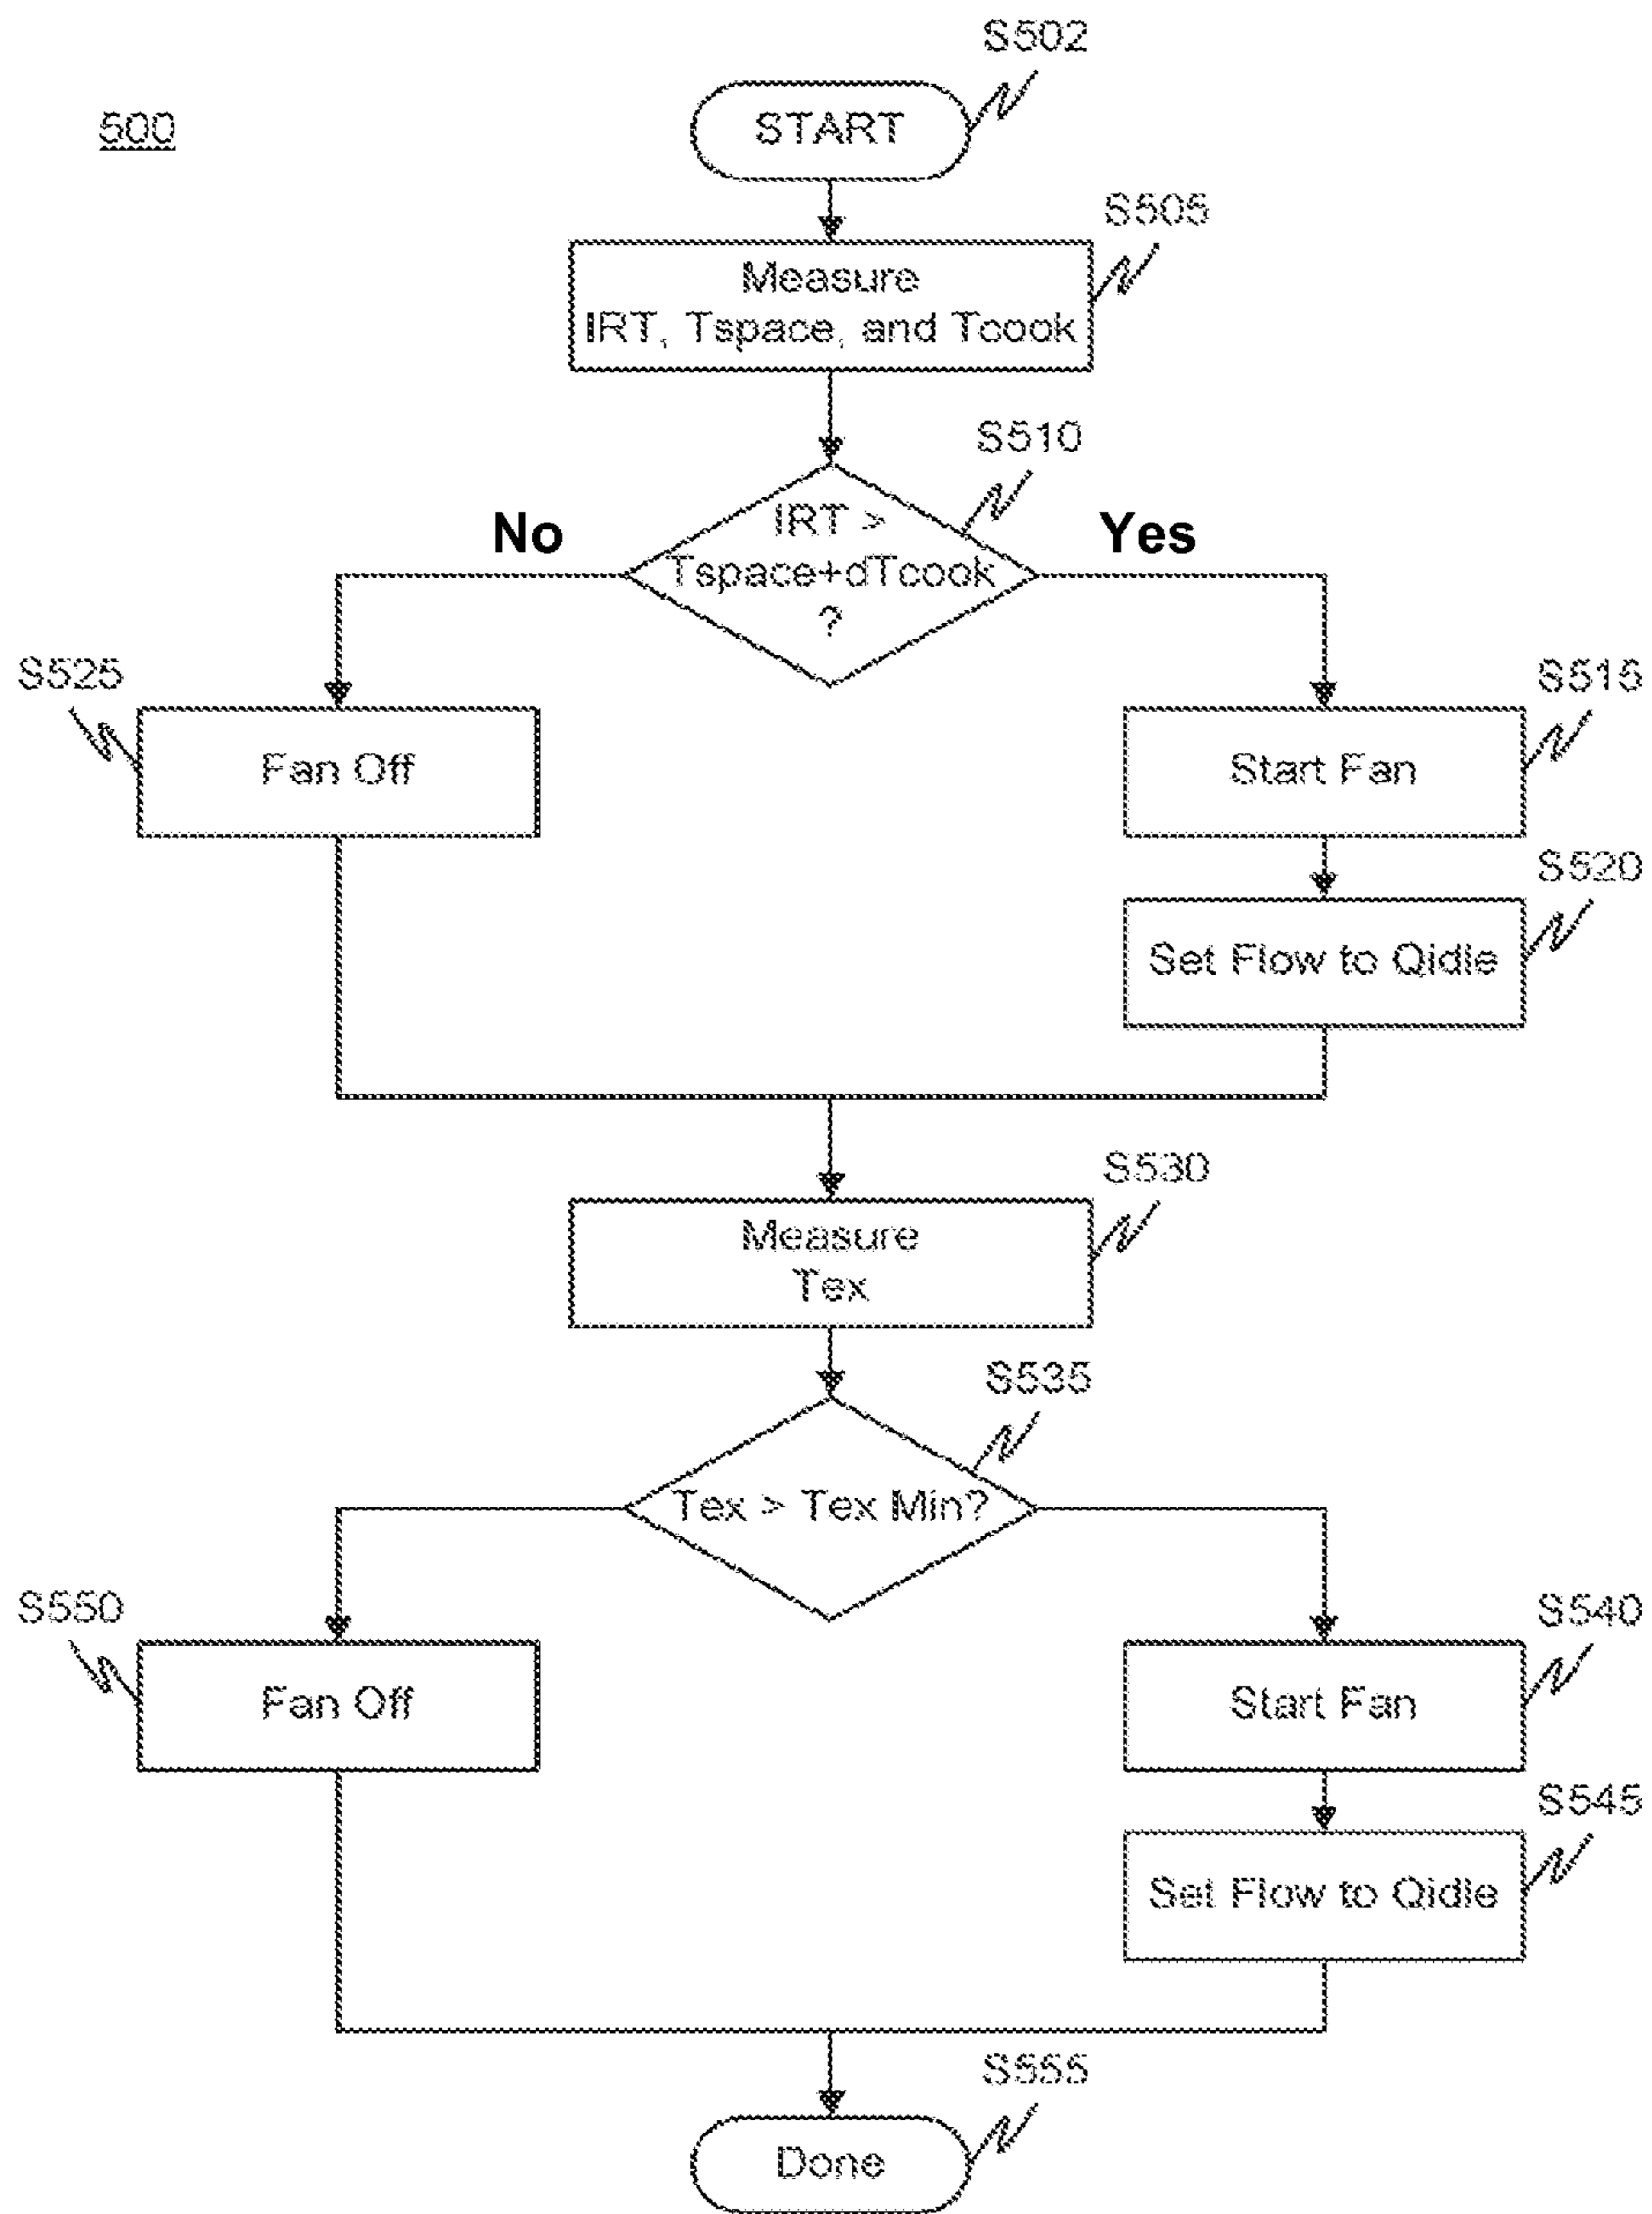 S502
500
START
S505
Measure
IRT, Tspace, and Tcook
S510
No
IRT >
Yes
Tspace+dTcook
?
S525
S515
Fan Off
Start Fan
S520
Set Flow to Qidle
S530
Measure
Tex
S535
Tex > Tex Min?
S550
S540
Fan Off
Start Fan
S545
Set Flow to Qidle
S555
Done